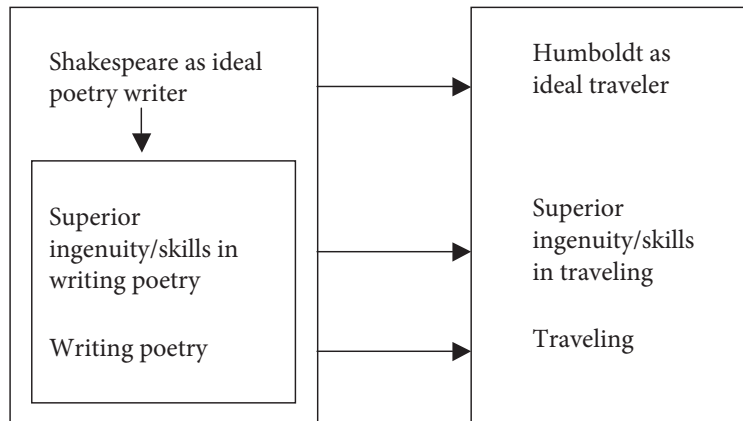 Shakespeare as ideal
poetry writer
Superior
ingenuity/skills in
writing poetry
Writing poetry
Humboldt as
ideal traveler
Superior
ingenuity/skills
in traveling
Traveling